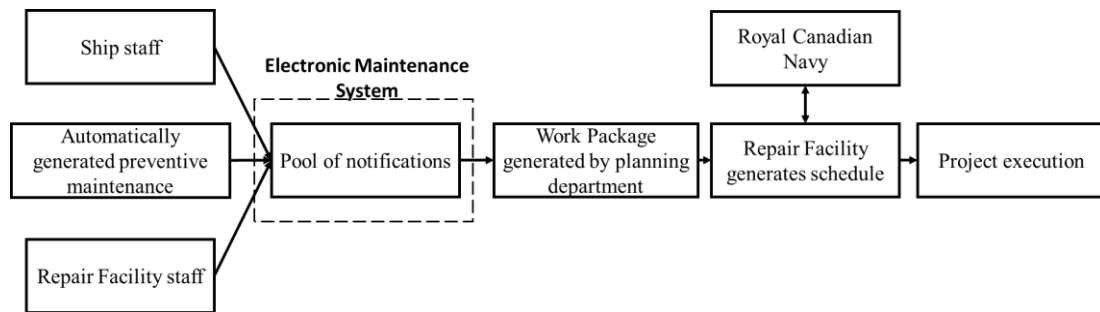 Ship staff
Automatically
generated preventive
maintenance
Repair Facility staff
Electronic Maintenance
System
Pool of notifications
Work Package
generated by planning
department
Royal Canadian
Navy
Repair Facility
generates schedule
Project execution